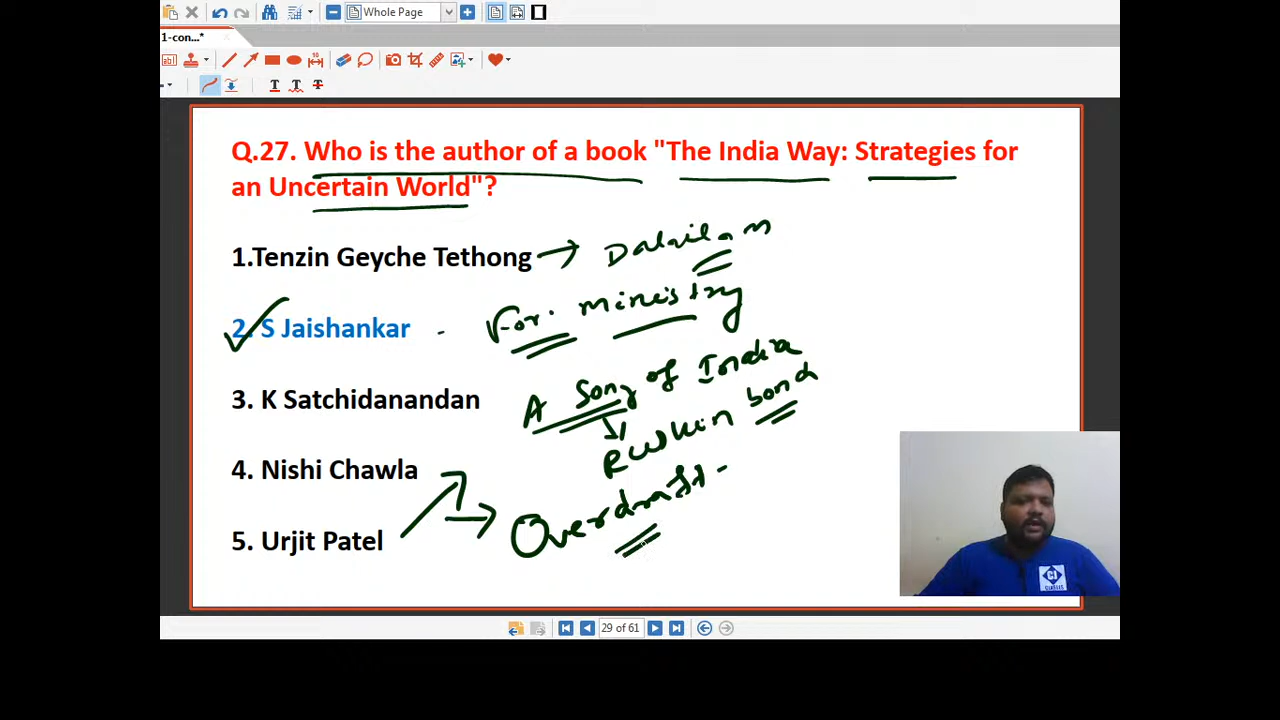 Whole Page
1-con...*
Q.27. Who is the author of a book "The India Way: Strategies for
an Uncertain World"?
1.Tenzin Geyche Tethong → Dalailam
2. S Jaishankar - For. Ministry
A Song of India
3. K Satchidanandan
Ruskin bond
4. Nishi Chawla
Overdraft
5. Urjit Patel
CLASSES
29 of 61